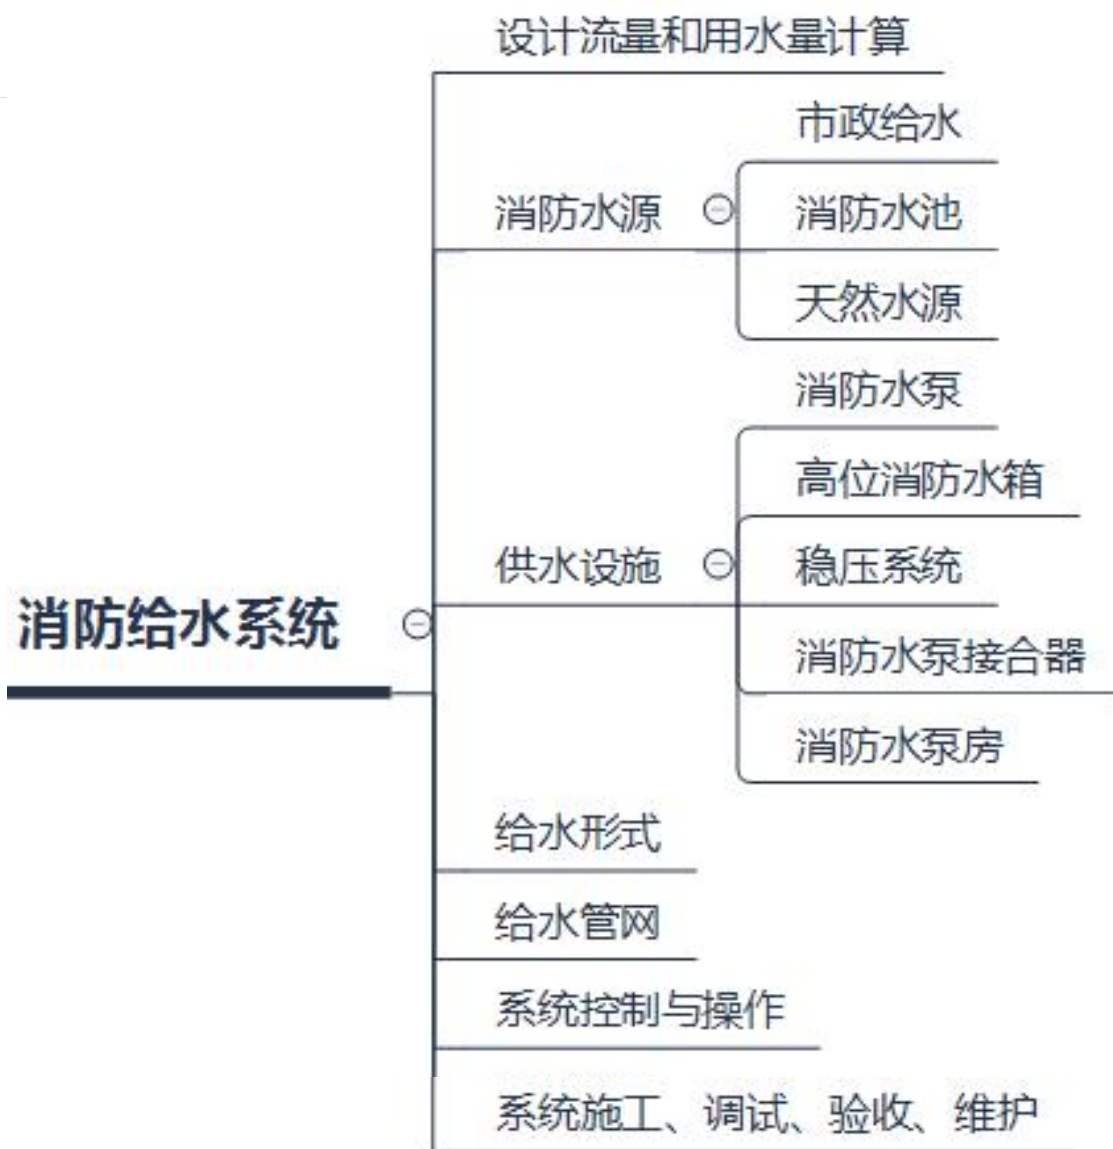 设计流量和用水量计算
市政给水
消防水源
消防水池
天然水源
消防水泵
高位消防水箱
供水设施
稳压系统
消防给水系统
消防水泵接合器
消防水泵房
给水形式
给水管网
系统控制与操作
系统施工、调试、验收、维护